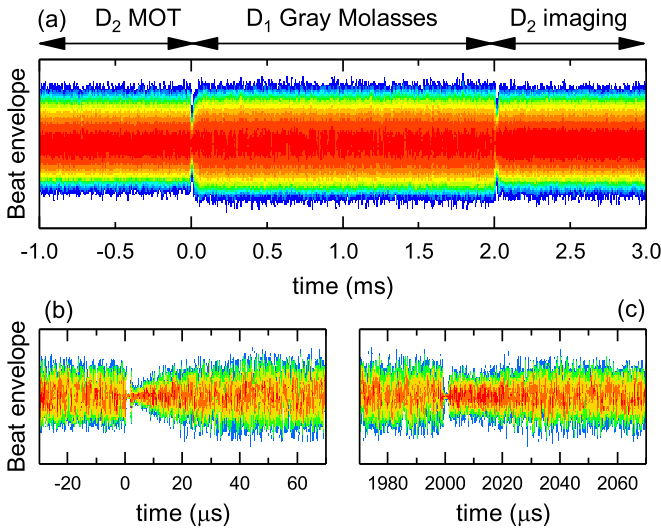 (a) D₂ MOT D₁ Gray Molasses D₂ imaging
Beat envelope
-1.0 -0.5 0.0 0.5 1.0 1.5 2.0 2.5 3.0
time (ms)
(b) (c)
Beat envelope
-20 0 20 40 60 1980 2000 2020 2040 2060
time (μs) time (μs)